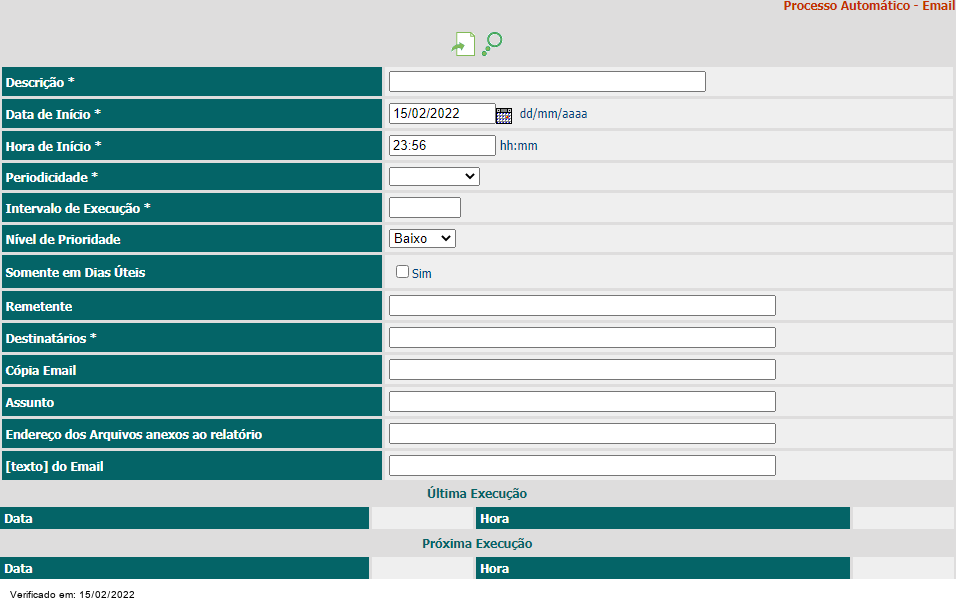 Processo Automático - Email
Descrição *
Data de Início * 15/02/2022 dd/mm/aaaa
Hora de Início * 23:56 hh:mm
Periodicidade *
Intervalo de Execução *
Nível de Prioridade Baixo
Somente em Dias Úteis Sim
Remetente
Destinatários *
Cópia Email
Assunto
Endereço dos Arquivos anexos ao relatório
[texto] do Email
Última Execução
Data Hora
Próxima Execução
Data Hora
Verificado em: 15/02/2022